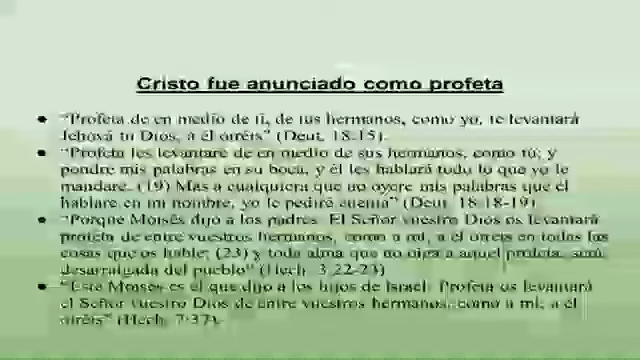 Cristo fue anunciado como profeta
• "Profeta de en medio de ti, de tus hermanos, como yo, te levantará
Jehová tu Dios, a él oiréis" (Deut. 18:15).
• "Profeta les levantaré de en medio de sus hermanos, como tú; y
pondré mis palabras en su boca, y él les hablará todo lo que yo le
mandare. (19) Mas a cualquiera que no oyere mis palabras que él
hablare en mi nombre, yo le pediré cuenta" (Deut. 18:18-19).
• "Porque Moisés dijo a los padres: El Señor vuestro Dios os levantará
profeta de entre vuestros hermanos, como a mí; a él oiréis en todas las
cosas que os hable; (23) y toda alma que no oiga a aquel profeta, será
desarraigada del pueblo" (Hech. 3:22-23)
• "Este Moisés es el que dijo a los hijos de Israel: Profeta os levantará
el Señor vuestro Dios de entre vuestros hermanos, como a mí; a él
oiréis" (Hech. 7:37).